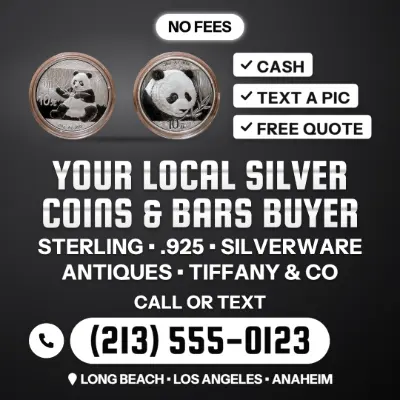 NO FEES
✓ CASH
✓ TEXT A PIC
✓ FREE QUOTE
YOUR LOCAL SILVER
COINS & BARS BUYER
STERLING ▪ .925 ▪ SILVERWARE
ANTIQUES ▪ TIFFANY & CO
CALL OR TEXT
(213) 555-0123
LONG BEACH ▪ LOS ANGELES ▪ ANAHEIM